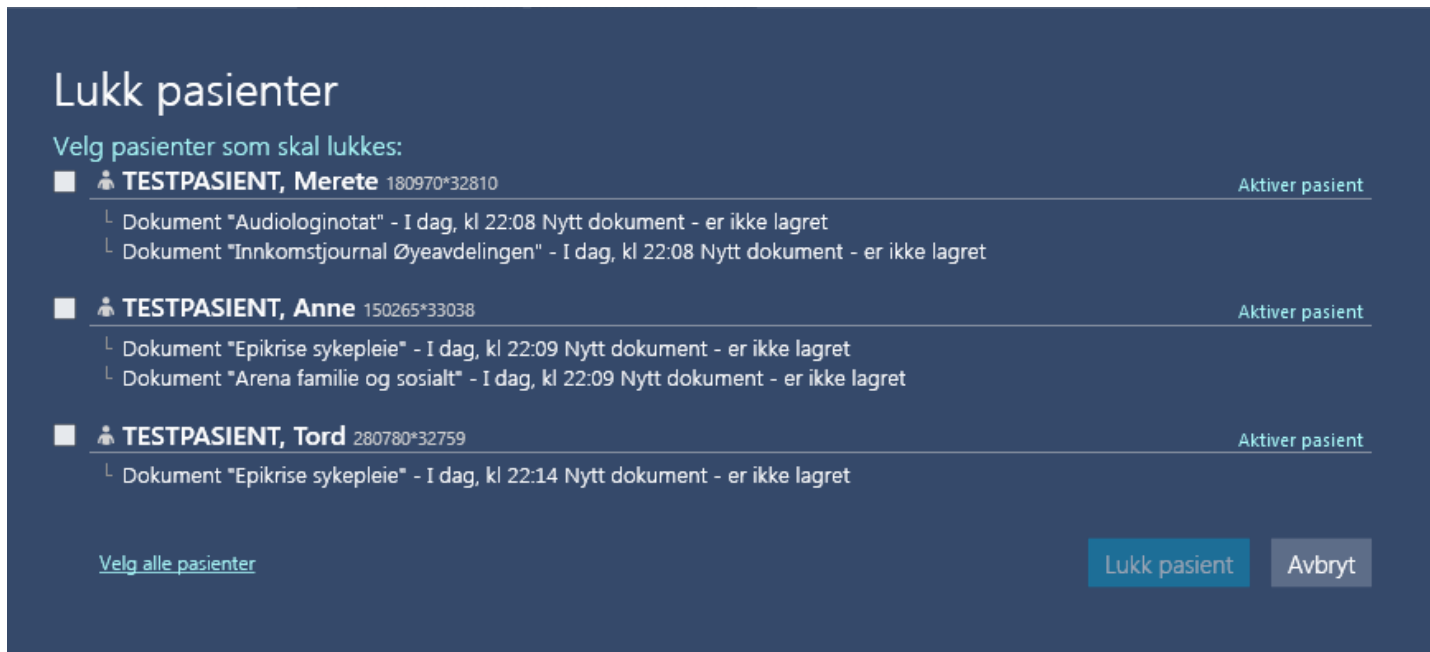 Lukk pasienter
Velg pasienter som skal lukkes:
TESTPASIENT, Merete 180970*32810 Aktiver pasient
Dokument "Audiologinotat" - I dag, kl 22:08 Nytt dokument - er ikke lagret
Dokument "Innkomstjournal Øyeavdelingen" - I dag, kl 22:08 Nytt dokument - er ikke lagret
TESTPASIENT, Anne 150265*33038 Aktiver pasient
Dokument "Epikrise sykepleie" - I dag, kl 22:09 Nytt dokument - er ikke lagret
Dokument "Arena familie og sosialt" - I dag, kl 22:09 Nytt dokument - er ikke lagret
TESTPASIENT, Tord 280780*32759 Aktiver pasient
Dokument "Epikrise sykepleie" - I dag, kl 22:14 Nytt dokument - er ikke lagret
Velg alle pasienter Lukk pasient Avbryt